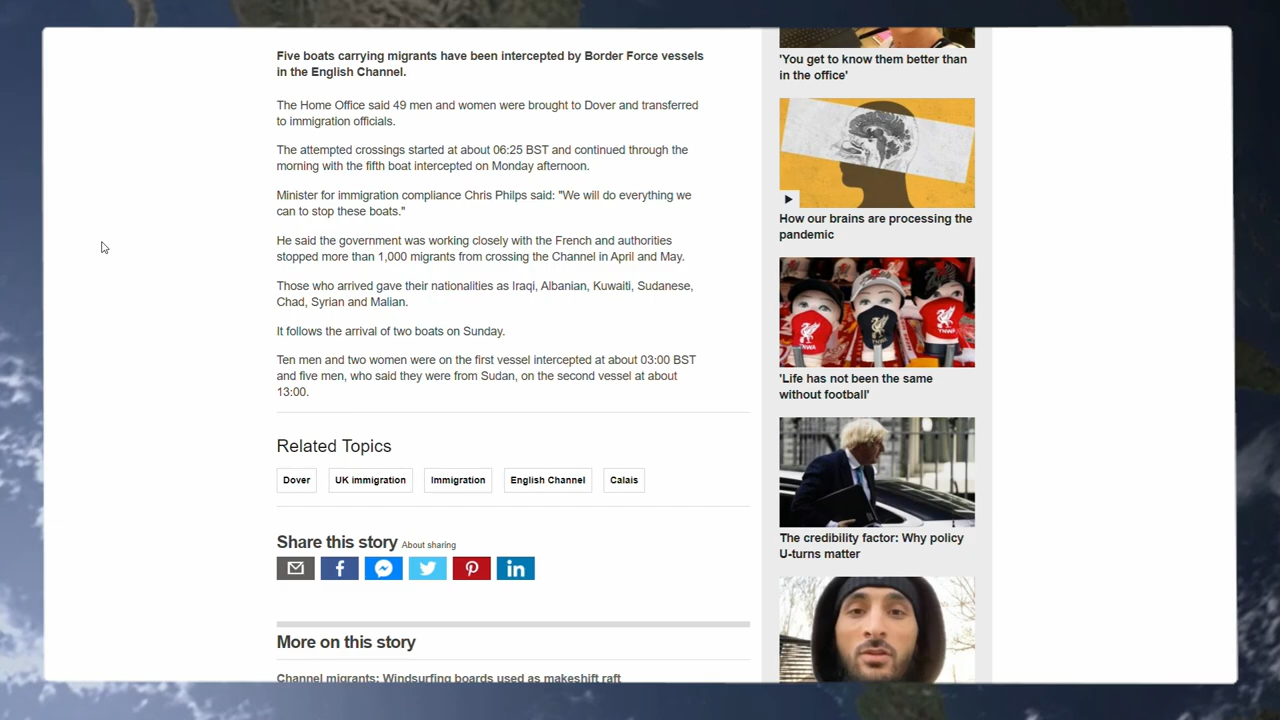 Five boats carrying migrants have been intercepted by Border Force vessels
in the English Channel.
The Home Office said 49 men and women were brought to Dover and transferred
to immigration officials.
The attempted crossings started at about 06:25 BST and continued through the
morning with the fifth boat intercepted on Monday afternoon.
Minister for immigration compliance Chris Philps said: "We will do everything we
can to stop these boats."
He said the government was working closely with the French and authorities
stopped more than 1,000 migrants from crossing the Channel in April and May.
Those who arrived gave their nationalities as Iraqi, Albanian, Kuwaiti, Sudanese,
Chad, Syrian and Malian.
It follows the arrival of two boats on Sunday.
Ten men and two women were on the first vessel intercepted at about 03:00 BST
and five men, who said they were from Sudan, on the second vessel at about
13:00.
Related Topics
Dover UK immigration Immigration English Channel Calais
Share this story About sharing
More on this story
Channel migrants: Windsurfing boards used as makeshift raft
'You get to know them better than
in the office'
How our brains are processing the
pandemic
YNWA
YNWA
YNWA
'Life has not been the same
without football'
The credibility factor: Why policy
U-turns matter